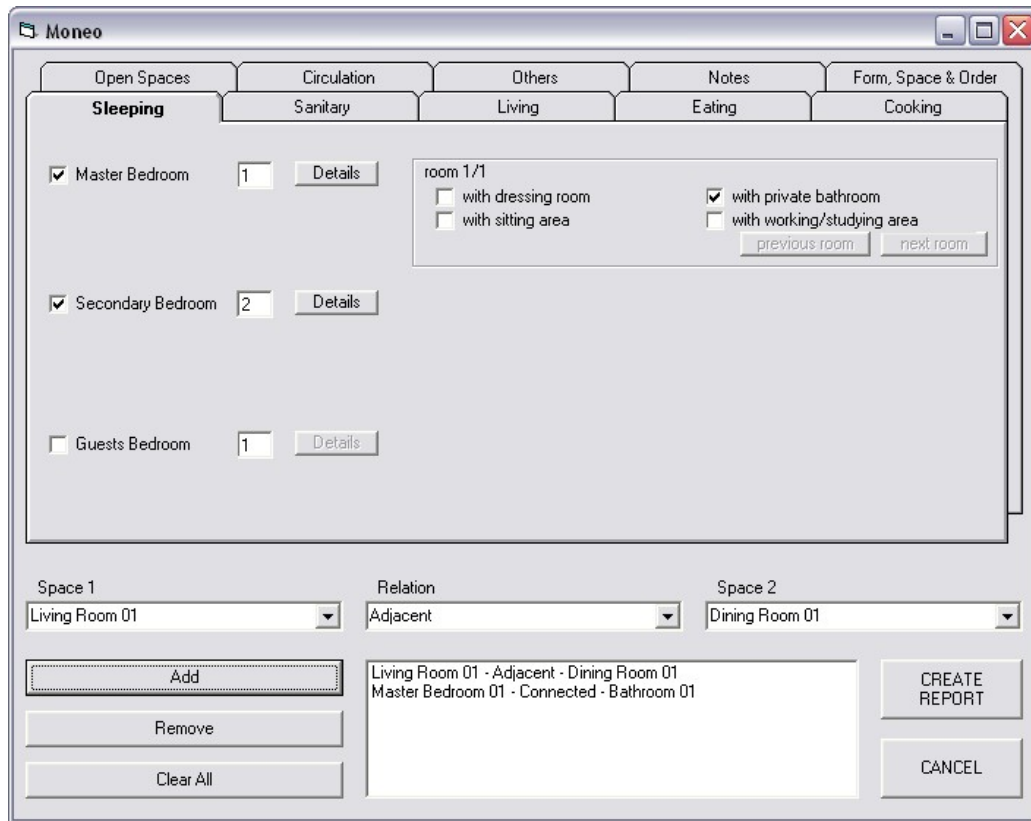 Moneo
Open Spaces Circulation Others Notes Form, Space & Order
Sleeping Sanitary Living Eating Cooking
Master Bedroom 1 Details
room 1/1
with dressing room with private bathroom
with sitting area with working/studying area
previous room next room
Secondary Bedroom 2 Details
Guests Bedroom 1 Details
Space 1 Relation Space 2
Living Room 01 Adjacent Dining Room 01
Add
Remove
Clear All
Living Room 01 - Adjacent - Dining Room 01
Master Bedroom 01 - Connected - Bathroom 01
CREATE
REPORT
CANCEL